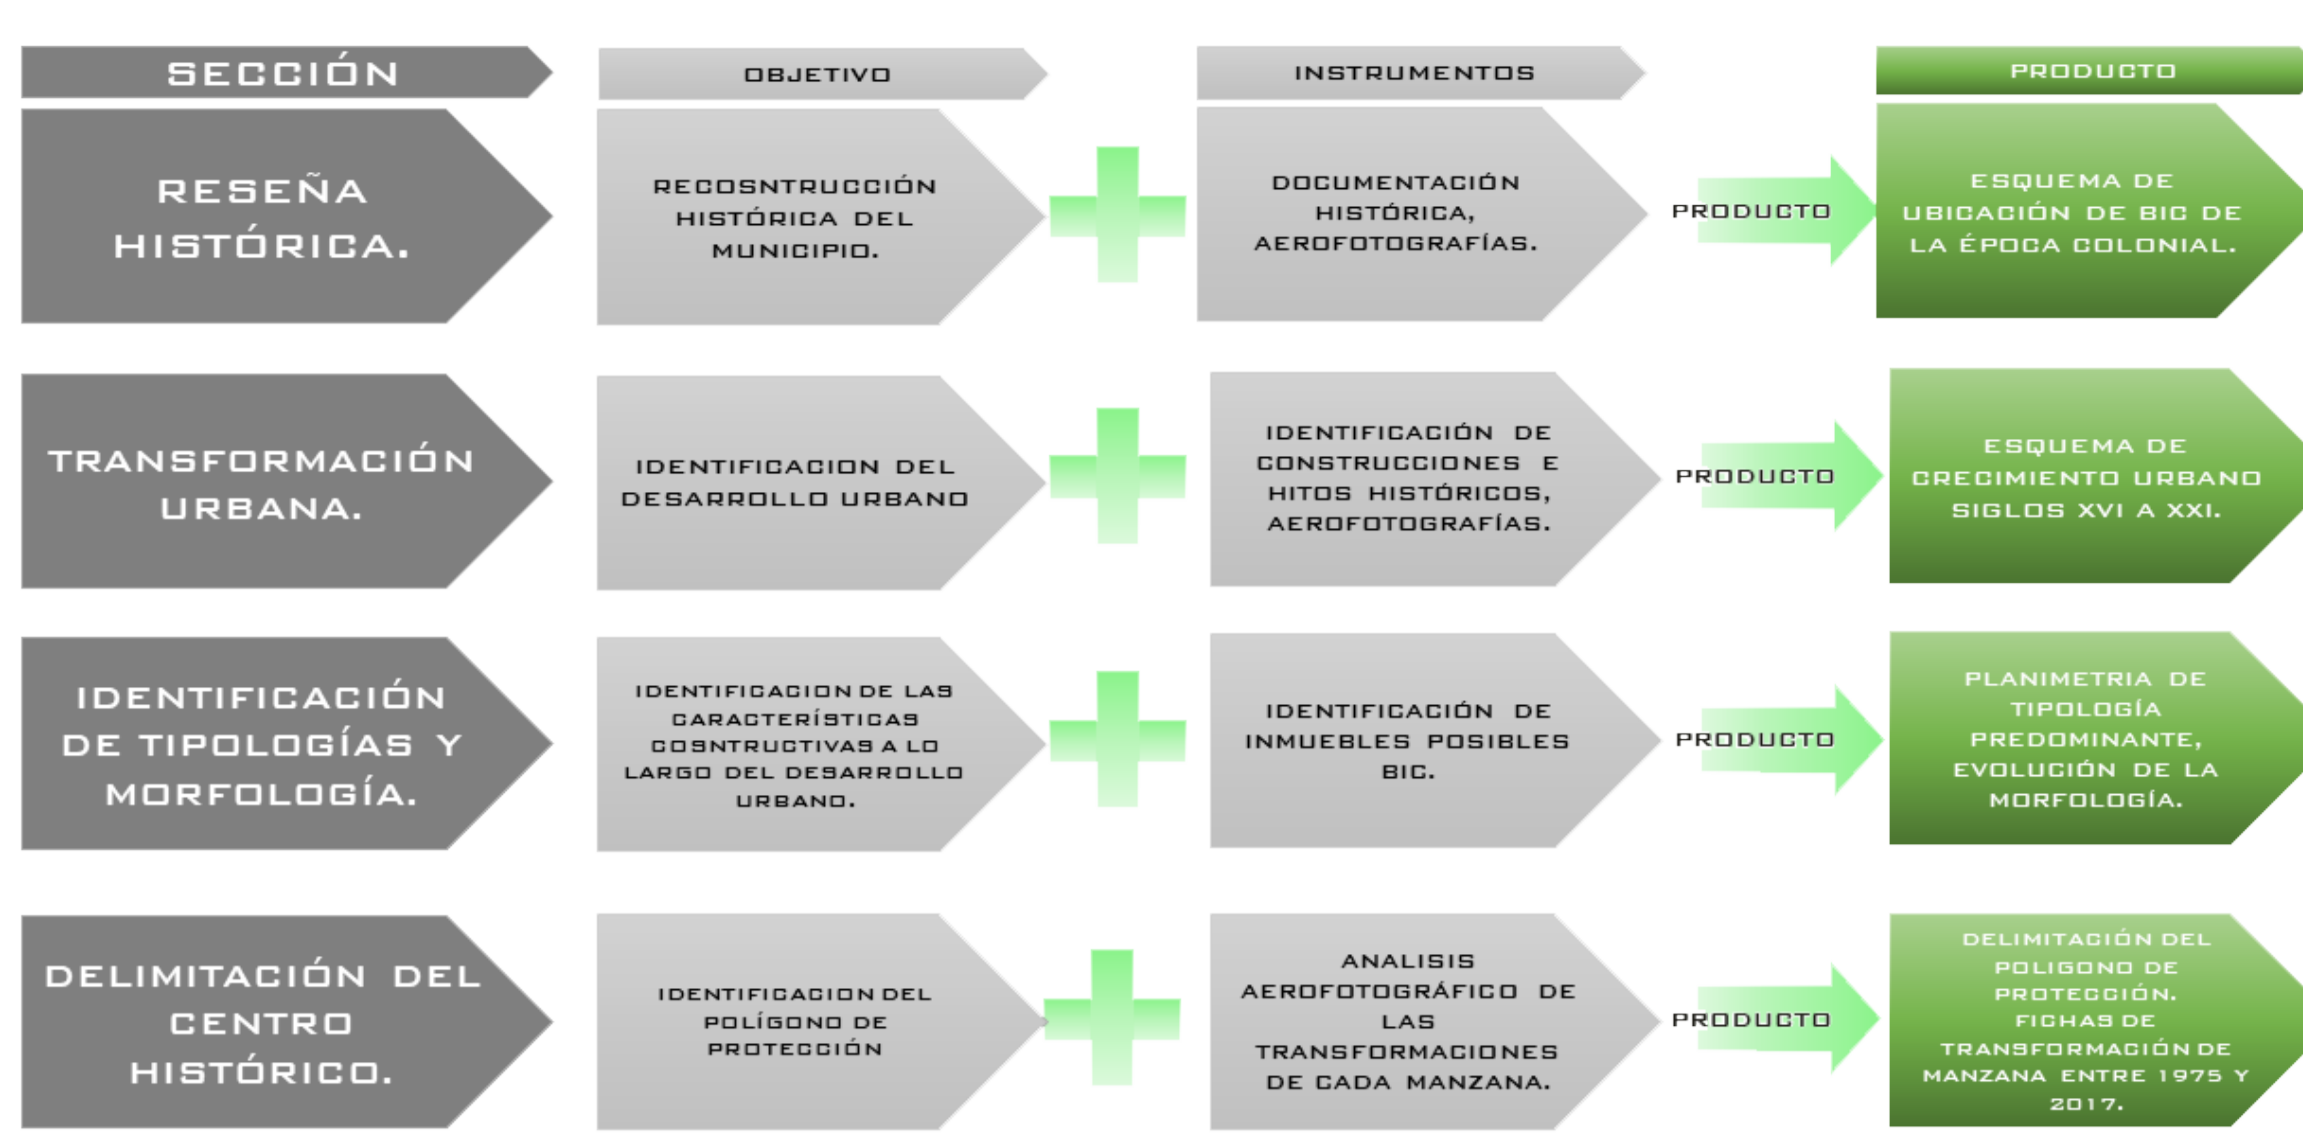 SECCIÓN
OBJETIVO
INSTRUMENTOS
PRODUCTO
RESEÑA
HISTÓRICA.
RECOSNTRUCCIÓN
HISTÓRICA DEL
MUNICIPIO.
DOCUMENTACIÓN
HISTÓRICA,
AEROFOTOGRAFÍAS.
PRODUCTO
ESQUEMA DE
UBICACIÓN DE BIC DE
LA ÉPOCA COLONIAL.
TRANSFORMACIÓN
URBANA.
IDENTIFICACION DEL
DESARROLLO URBANO
IDENTIFICACIÓN DE
CONSTRUCCIONES E
HITOS HISTÓRICOS,
AEROFOTOGRAFÍAS.
PRODUCTO
ESQUEMA DE
CRECIMIENTO URBANO
SIGLOS XVI A XXI.
IDENTIFICACIÓN
DE TIPOLOGÍAS Y
MORFOLOGÍA.
IDENTIFICACION DE LAS
CARACTERÍSTICAS
COSNTRUCTIVAS A LO
LARGO DEL DESARROLLO
URBANO.
IDENTIFICACIÓN DE
INMUEBLES POSIBLES
BIC.
PRODUCTO
PLANIMETRIA DE
TIPOLOGÍA
PREDOMINANTE,
EVOLUCIÓN DE LA
MORFOLOGÍA.
DELIMITACIÓN DEL
CENTRO
HISTÓRICO.
IDENTIFICACION DEL
POLÍGONO DE
PROTECCIÓN
ANALISIS
AEROFOTOGRÁFICO DE
LAS
TRANSFORMACIONES
DE CADA MANZANA.
PRODUCTO
DELIMITACIÓN DEL
POLIGONO DE
PROTECCIÓN.
FICHAS DE
TRANSFORMACIÓN DE
MANZANA ENTRE 1975 Y
2017.